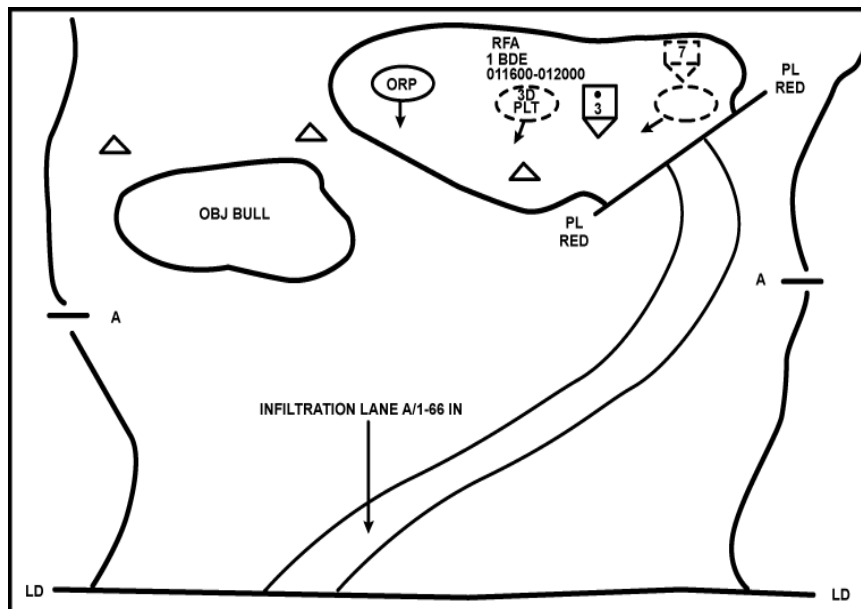 RFA
1 BDE
011600-012000
7
PL
RED
ORP
3D
PLT
3
OBJ BULL
PL
RED
A
A
INFILTRATION LANE A/1-66 IN
LD
LD